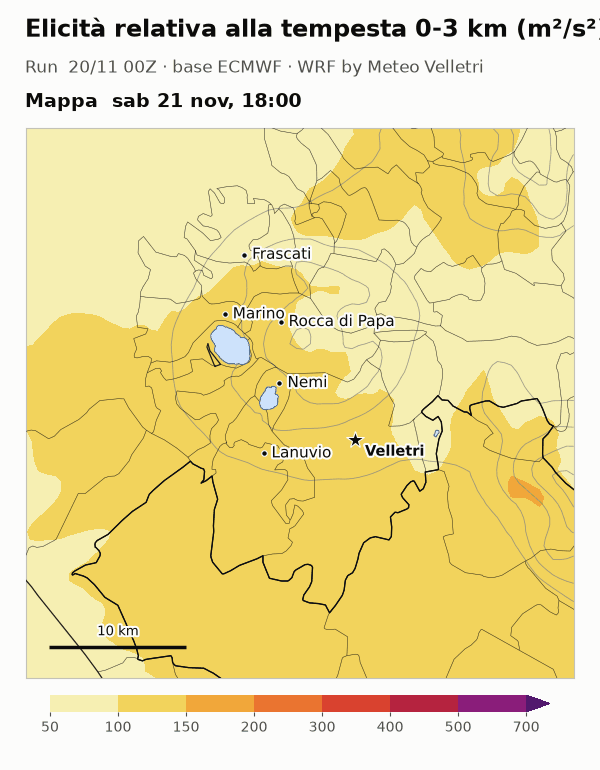 Elicità relativa alla tempesta 0-3 km (m²/s²)
Run  20/11 00Z · base ECMWF · WRF by Meteo Velletri
Mappa  sab 21 nov, 18:00
Frascati
Marino
Rocca di Papa
Nemi
Velletri
Lanuvio
10 km
50 100 150 200 300 400 500 700